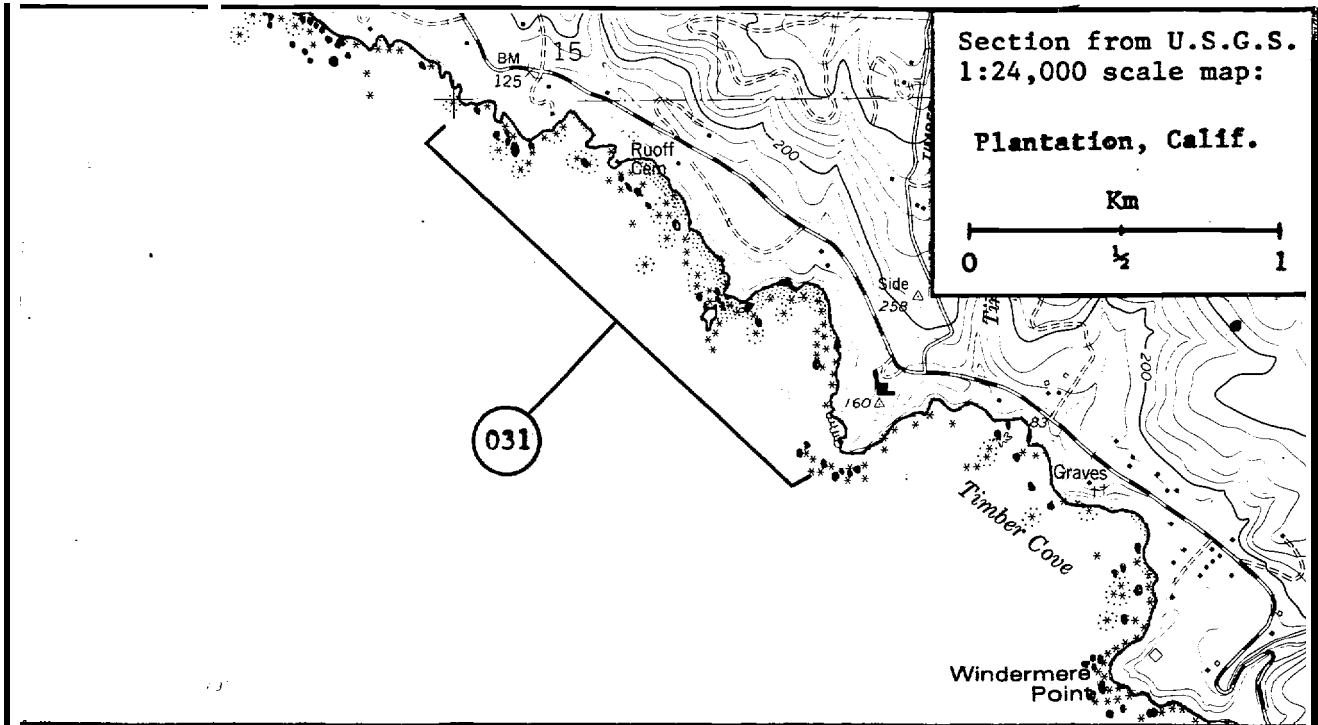 Section from U.S.G.S.
1:24,000 scale map:
Plantation, Calif.
Km
0 ½ 1
15
BM
125
Ruoff
Cem
200
Side
258
160
83
200
Graves
Timber Cove
031
Windermere
Point